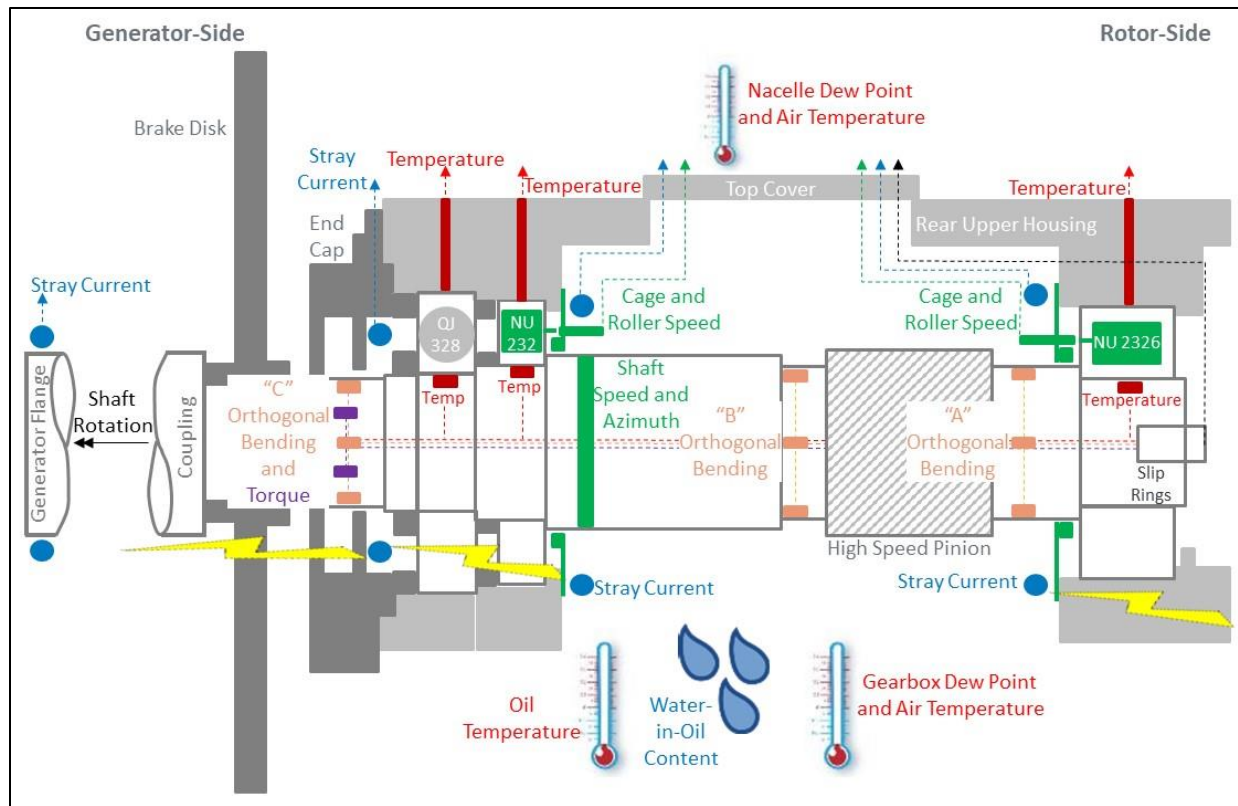 Generator-Side
Rotor-Side
Nacelle Dew Point
and Air Temperature
Brake Disk
Stray
Current
Temperature
Temperature
Top Cover
Temperature
End
Cap
Rear Upper Housing
Stray Current
Cage and
Roller Speed
Cage and
Roller Speed
QJ
328
NU
232
NU 2326
Generator Flange
Shaft
Rotation
Coupling
"C"
Orthogonal
Bending
and
Torque
Temp
Temp
Shaft
Speed and
Azimuth
"B"
Orthogonal
Bending
"A"
Orthogonal
Bending
Temperature
Slip
Rings
High Speed Pinion
Stray Current
Stray Current
Oil
Temperature
Water-
in-Oil
Content
Gearbox Dew Point
and Air Temperature